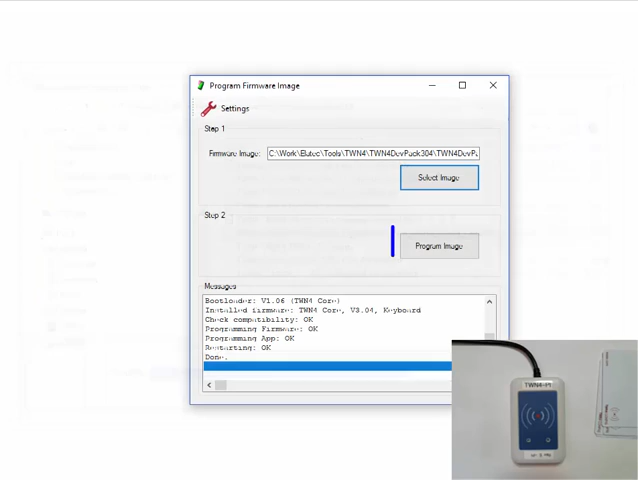 Program Firmware Image
Settings
Step 1
Firmware Image: C:\Work\Elatec\Tools\TWN4\TWN4DevPack304\TWN4DevPa
Select Image
Step 2
Program Image
Messages
Bootloader: V1.06 (TWN4 Core)
Installed firmware: TWN4 Core, V3.04, Keyboard
Check compatibility: OK
Programming Firmware: OK
Programming App: OK
Restarting: OK
Done.
TWN4-P1